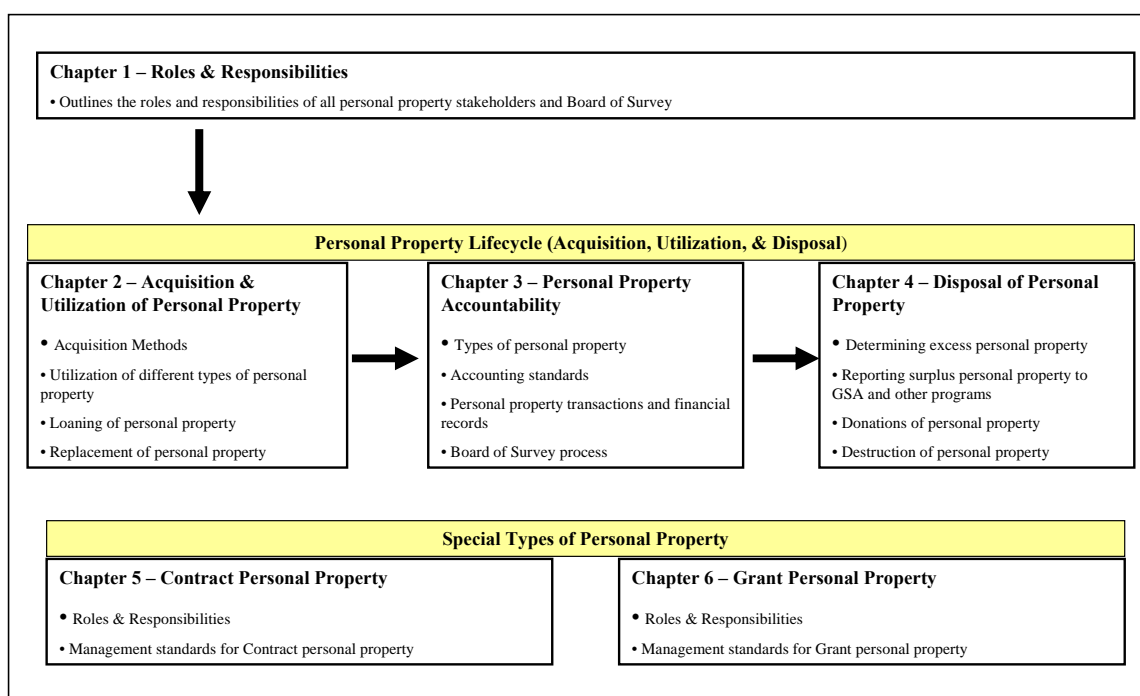 Chapter 1 – Roles & Responsibilities
• Outlines the roles and responsibilities of all personal property stakeholders and Board of Survey
Personal Property Lifecycle (Acquisition, Utilization, & Disposal)
Chapter 2 – Acquisition &
Utilization of Personal Property
• Acquisition Methods
• Utilization of different types of personal
property
• Loaning of personal property
• Replacement of personal property
Chapter 3 – Personal Property
Accountability
• Types of personal property
• Accounting standards
• Personal property transactions and financial
records
• Board of Survey process
Chapter 4 – Disposal of Personal
Property
• Determining excess personal property
• Reporting surplus personal property to
GSA and other programs
• Donations of personal property
• Destruction of personal property
Special Types of Personal Property
Chapter 5 – Contract Personal Property
• Roles & Responsibilities
• Management standards for Contract personal property
Chapter 6 – Grant Personal Property
• Roles & Responsibilities
• Management standards for Grant personal property